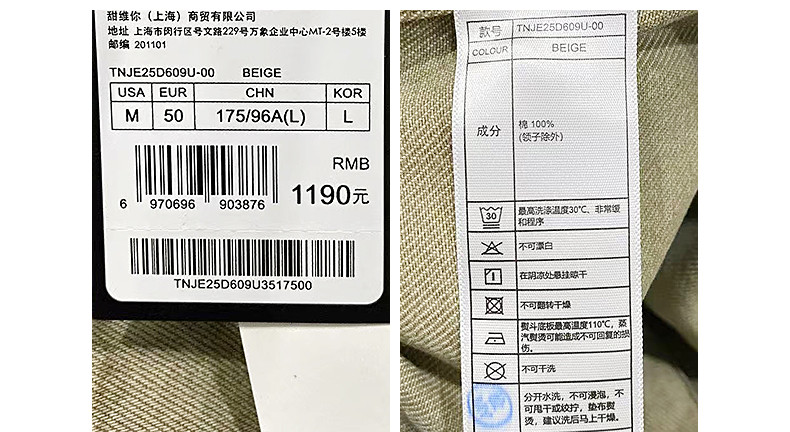 甜维你（上海）商贸有限公司
地址 上海市闵行区号文路229号万象企业中心MT-2号楼5楼
邮编 201101
TNJE25D609U-00 BEIGE
USA EUR CHN KOR
M 50 175/96A(L) L
RMB
1190元
6 970696 903876
TNJE25D609U3517500
款号 TNJE25D609U-00
COLOUR BEIGE
成分 棉 100%
(领子除外)
30 最高洗涤温度30℃、非常缓
和程序
不可漂白
在阴凉处悬挂晾干
不可翻转干燥
熨斗底板最高温度110℃，蒸
汽熨烫可能造成不可回复的损
伤。
不可干洗
分开水洗，不可浸泡，不
可甩干或绞拧，垫布熨
烫，建议洗后马上干燥。